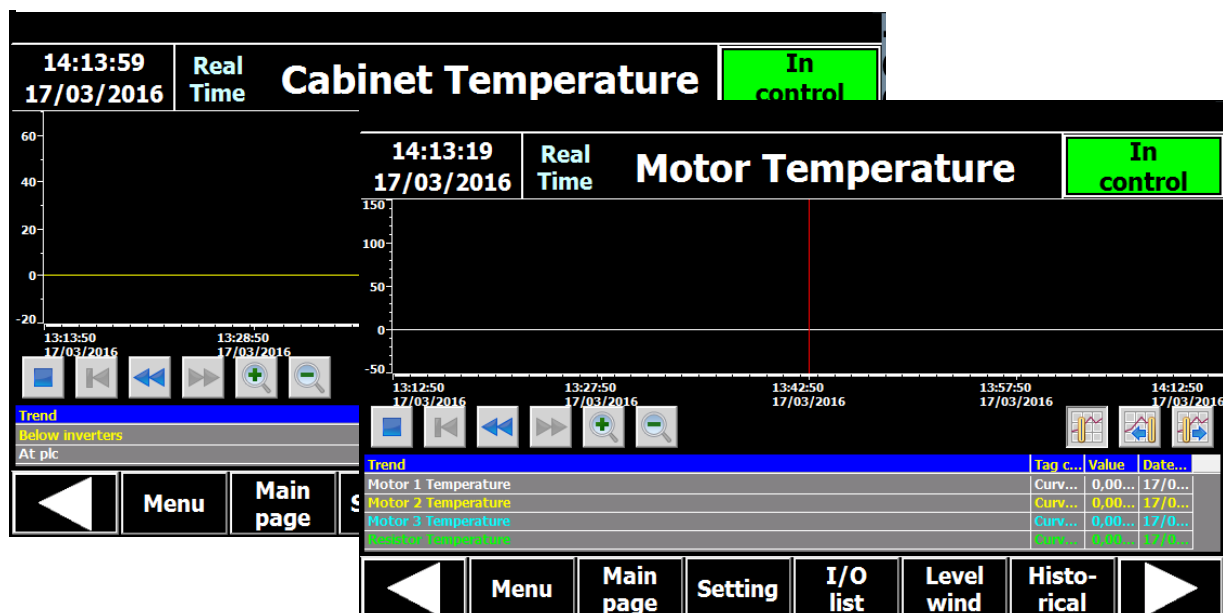 14:13:59
17/03/2016
Real
Time
Cabinet Temperature
In
control
60
40
20
0
-20
13:13:50
17/03/2016
13:28:50
17/03/2016
Trend
Below inverters
At plc
Menu
Main
page
S
14:13:19
17/03/2016
Real
Time
Motor Temperature
In
control
150
100
50
0
-50
13:12:50
17/03/2016
13:27:50
17/03/2016
13:42:50
17/03/2016
13:57:50
17/03/2016
14:12:50
17/03/2016
Trend Tag c... Value Date...
Motor 1 Temperature Curv... 0,00... 17/0...
Motor 2 Temperature Curv... 0,00... 17/0...
Motor 3 Temperature Curv... 0,00... 17/0...
Resistor Temperature Curv... 0,00... 17/0...
Menu
Main
page
Setting
I/O
list
Level
wind
Histo-
rical